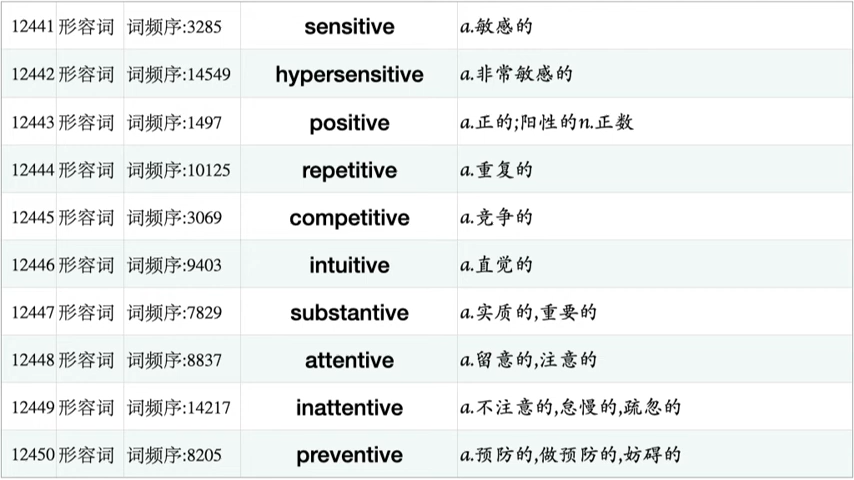 12441 形容词 词频序:3285 sensitive a.敏感的
12442 形容词 词频序:14549 hypersensitive a.非常敏感的
12443 形容词 词频序:1497 positive a.正的;阳性的n.正数
12444 形容词 词频序:10125 repetitive a.重复的
12445 形容词 词频序:3069 competitive a.竞争的
12446 形容词 词频序:9403 intuitive a.直觉的
12447 形容词 词频序:7829 substantive a.实质的,重要的
12448 形容词 词频序:8837 attentive a.留意的,注意的
12449 形容词 词频序:14217 inattentive a.不注意的,怠慢的,疏忽的
12450 形容词 词频序:8205 preventive a.预防的,做预防的,妨碍的